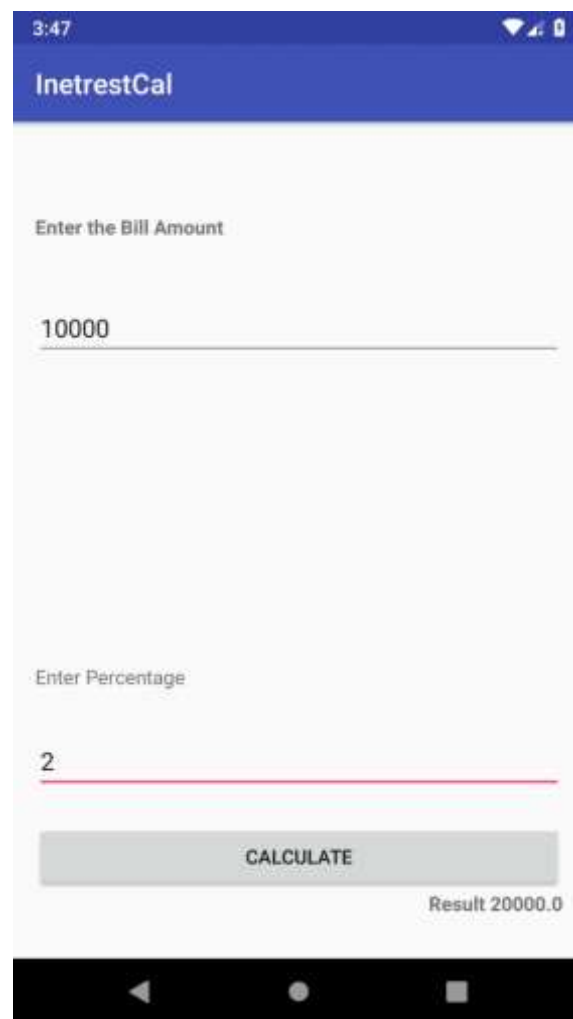 3:47
InetrestCal
Enter the Bill Amount
10000
Enter Percentage
2
CALCULATE
Result 20000.0